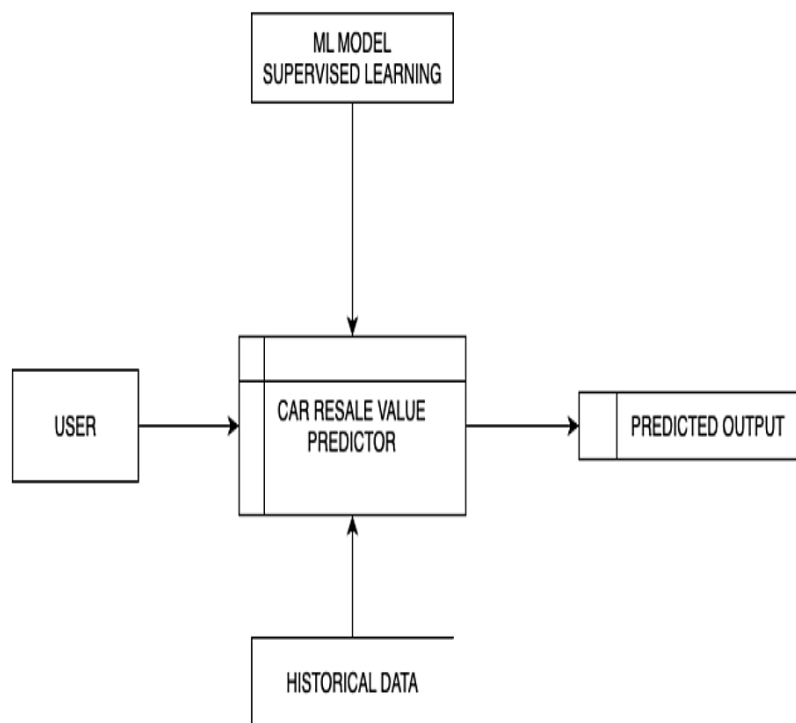 ML MODEL
SUPERVISED LEARNING
USER
CAR RESALE VALUE
PREDICTOR
PREDICTED OUTPUT
HISTORICAL DATA